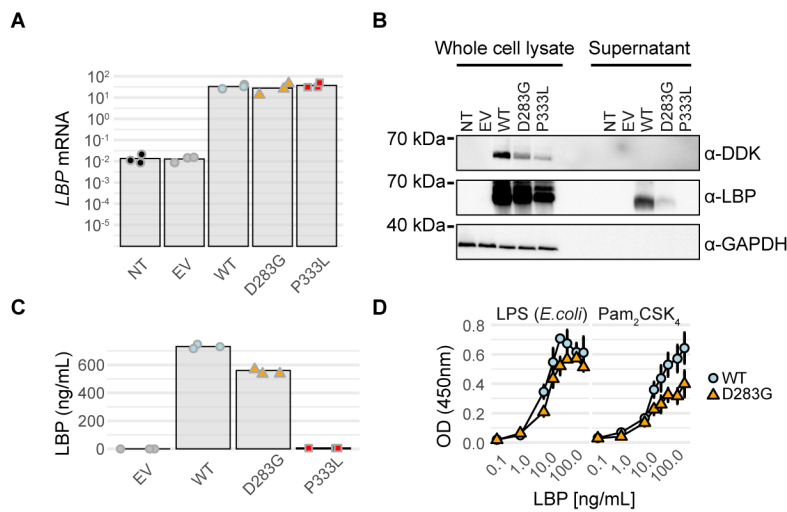 A
LBP mRNA
10²
10¹
10⁰
10⁻¹
10⁻²
10⁻³
10⁻⁴
10⁻⁵
NT
EV
WT
D283G
P333L
B
Whole cell lysate
Supernatant
NT
EV
WT
D283G
P333L
NT
EV
WT
D283G
P333L
70 kDa
α-DDK
70 kDa
α-LBP
40 kDa
α-GAPDH
C
LBP (ng/mL)
600
400
200
0
EV
WT
D283G
P333L
D
LPS (E.coli)
Pam₂CSK₄
OD (450nm)
0.8
0.6
0.4
0.2
0.0
0.1
1.0
10.0
100.0
0.1
1.0
10.0
100.0
LBP [ng/mL]
WT
D283G